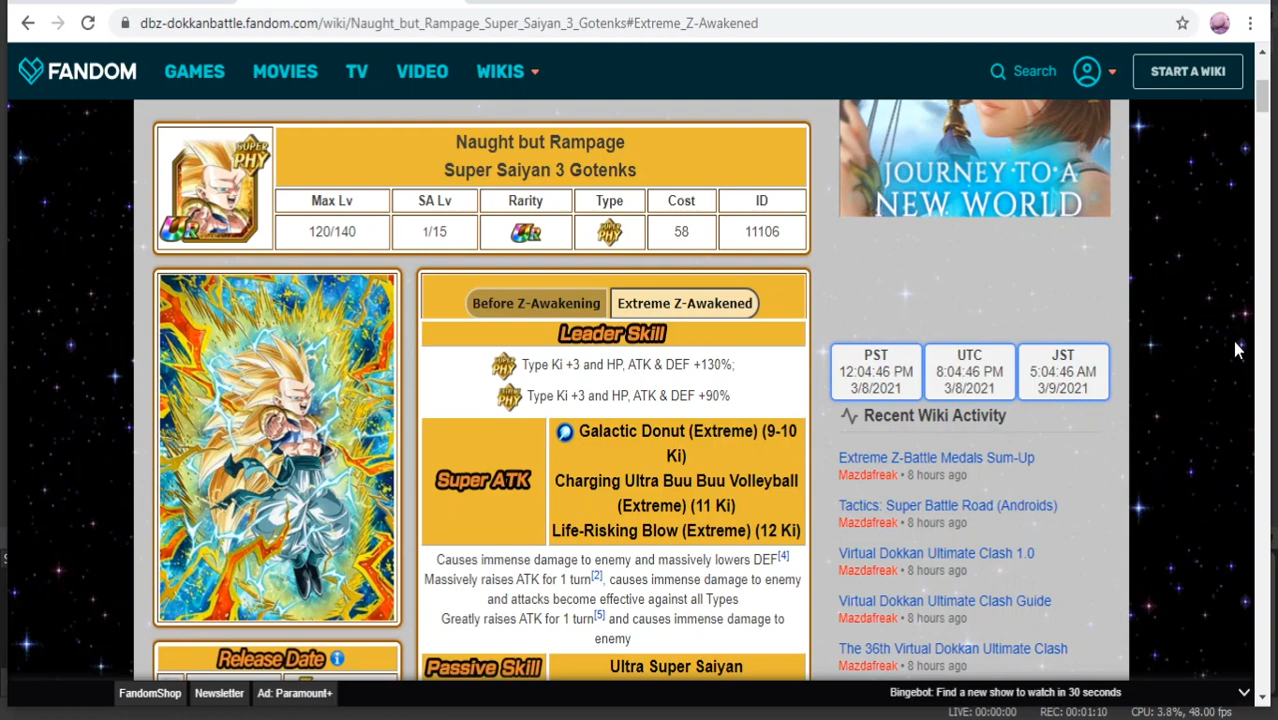 dbz-dokkanbattle.fandom.com/wiki/Naught_but_Rampage_Super_Saiyan_3_Gotenks#Extreme_Z-Awakened
FANDOM GAMES MOVIES TV VIDEO WIKIS Search START A WIKI
SUPER PHY
UR
Naught but Rampage
Super Saiyan 3 Gotenks
Max Lv SA Lv Rarity Type Cost ID
120/140 1/15 UR PHY 58 11106
JOURNEY TO A
NEW WORLD
Before Z-Awakening Extreme Z-Awakened
Leader Skill
Type Ki +3 and HP, ATK & DEF +130%;
Type Ki +3 and HP, ATK & DEF +90%
Super ATK
Galactic Donut (Extreme) (9-10
Ki)
Charging Ultra Buu Buu Volleyball
(Extreme) (11 Ki)
Life-Risking Blow (Extreme) (12 Ki)
Causes immense damage to enemy and massively lowers DEF[4]
Massively raises ATK for 1 turn[2], causes immense damage to enemy
and attacks become effective against all Types
Greatly raises ATK for 1 turn[5] and causes immense damage to
enemy
Passive Skill Ultra Super Saiyan
Release Date
PST UTC JST
12:04:46 PM 8:04:46 PM 5:04:46 AM
3/8/2021 3/8/2021 3/9/2021
Recent Wiki Activity
Extreme Z-Battle Medals Sum-Up
Mazdafreak • 8 hours ago
Tactics: Super Battle Road (Androids)
Mazdafreak • 8 hours ago
Virtual Dokkan Ultimate Clash 1.0
Mazdafreak • 8 hours ago
Virtual Dokkan Ultimate Clash Guide
Mazdafreak • 8 hours ago
The 36th Virtual Dokkan Ultimate Clash
Mazdafreak • 8 hours ago
FandomShop Newsletter Ad: Paramount+ Bingebot: Find a new show to watch in 30 seconds
LIVE: 00:00:00 REC: 00:01:10 CPU: 3.8%, 48.00 fps